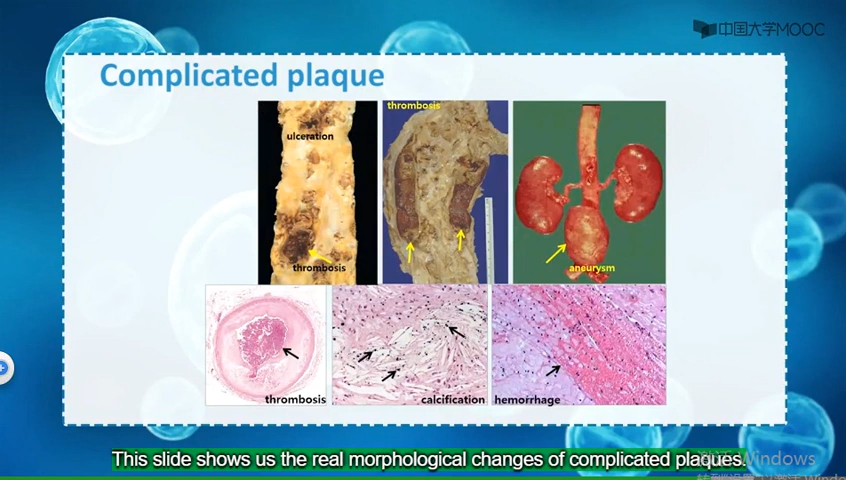 中国大学MOOC
Complicated plaque
ulceration
thrombosis
thrombosis
aneurysm
thrombosis
calcification
hemorrhage
This slide shows us the real morphological changes of complicated plaques.
Windows